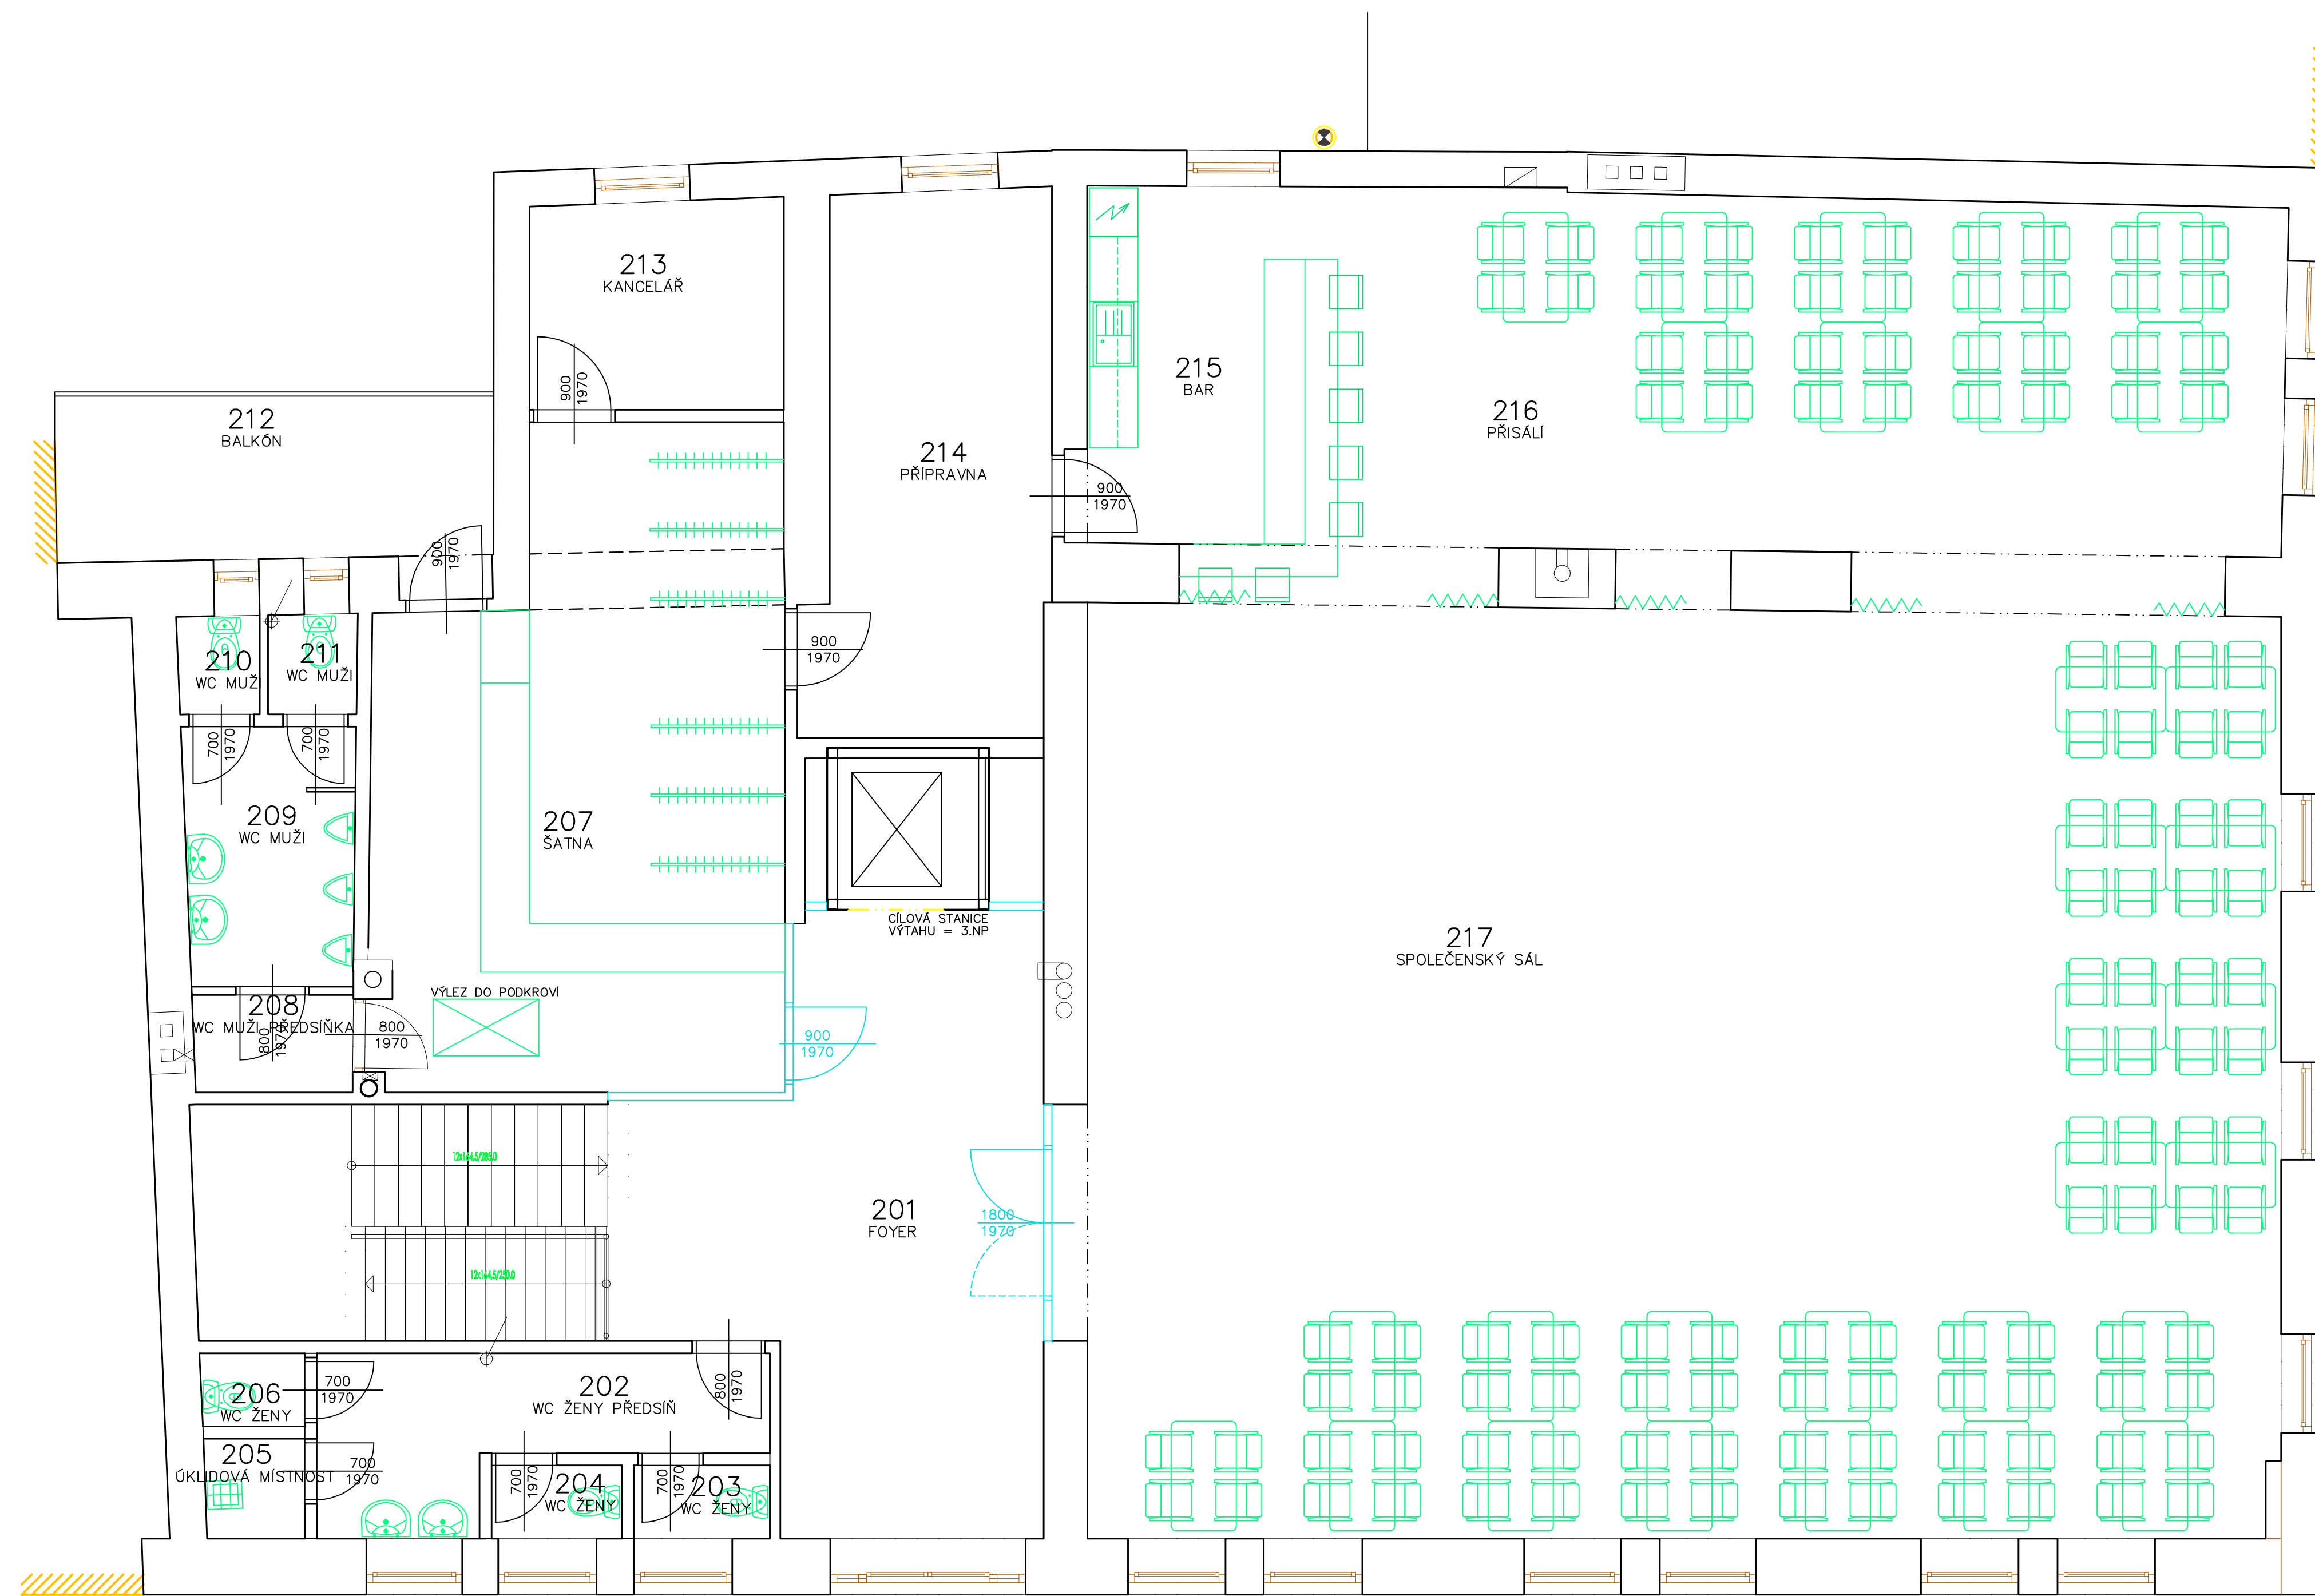 213
KANCELÁŘ
900
1970
215
BAR
216
PŘISÁLÍ
212
BALKÓN
214
PŘÍPRAVNA
900
1970
900
1970
210
WC MUŽI
211
WC MUŽI
900
1970
700
1970
700
1970
209
WC MUŽI
207
ŠATNA
CÍLOVÁ STANICE
VÝTAHU = 3.NP
217
SPOLEČENSKÝ SÁL
VÝLEZ DO PODKROVÍ
208
WC MUŽI PŘEDSÍŇKA
800
1970
800
1970
900
1970
201
FOYER
1800
1970
206
WC ŽENY
700
1970
202
WC ŽENY PŘEDSÍŇ
800
1970
205
ÚKLIDOVÁ MÍSTNOST
700
1970
204
WC ŽENY
700
1970
203
WC ŽENY
700
1970